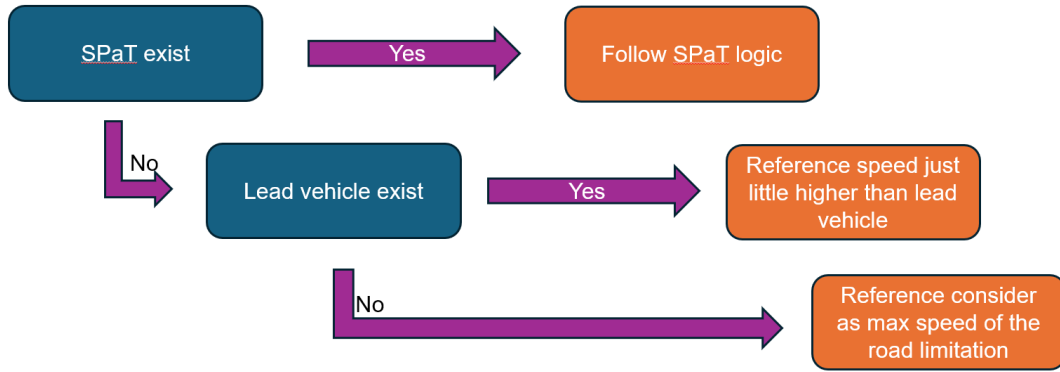 SPaT exist
Yes
Follow SPaT logic
No
Lead vehicle exist
Yes
Reference speed just
little higher than lead
vehicle
No
Reference consider
as max speed of the
road limitation